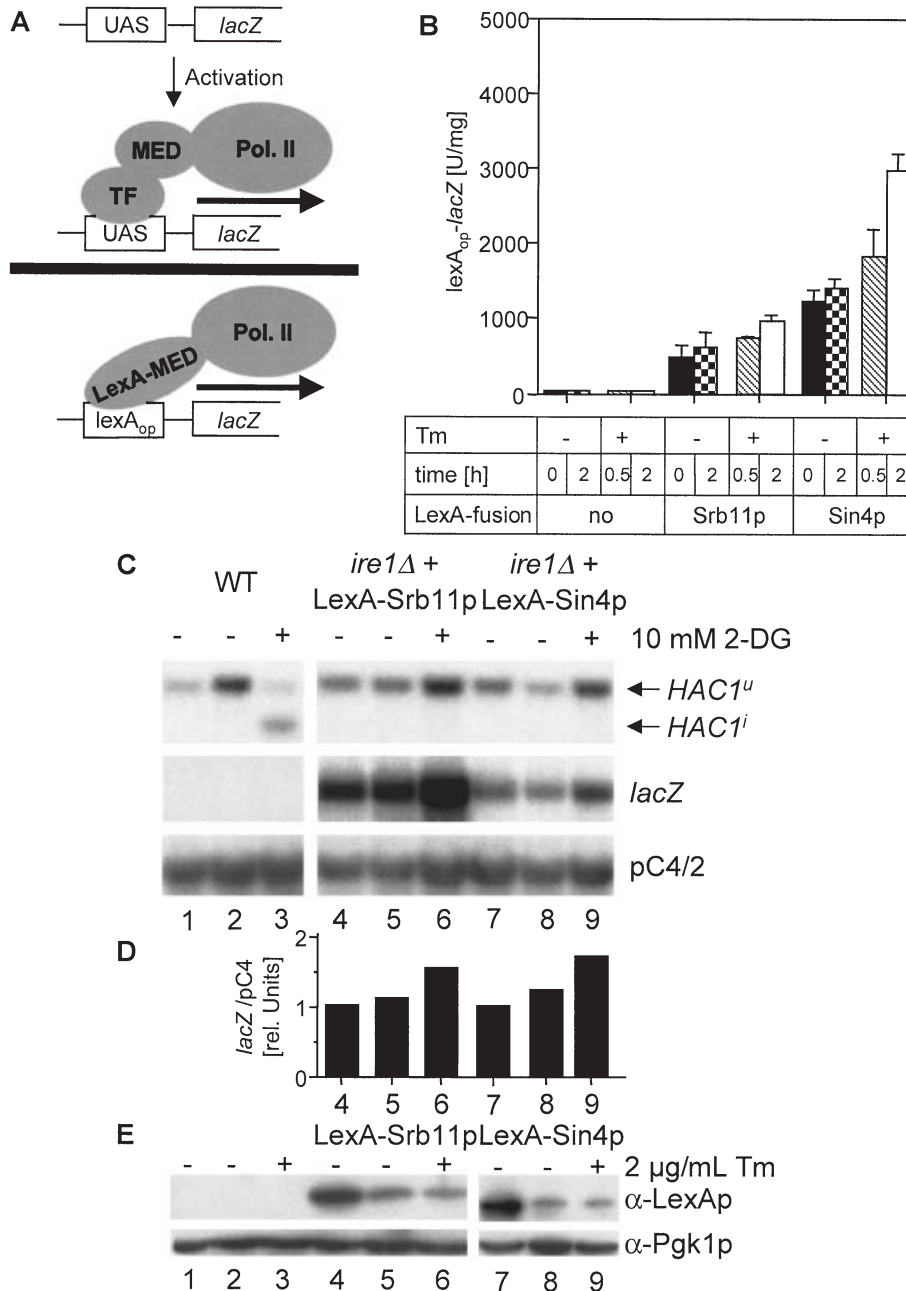 A
UAS lacZ
Activation
MED Pol. II
TF
UAS lacZ
Pol. II
LexA-MED
lexAop lacZ
B
lexAop-lacZ [U/mg]
5000
4000
3000
2000
1000
0
Tm - + - + - +
time [h] 0 2 0.5 2 0 2 0.5 2 0 2 0.5 2
LexA-fusion no Srb11p Sin4p
C
WT ire1Δ + LexA-Srb11p ire1Δ + LexA-Sin4p
- - + - - + - - + 10 mM 2-DG
HAC1u
HAC1i
lacZ
pC4/2
1 2 3 4 5 6 7 8 9
D
lacZ/pC4
[rel. Units]
2
1
0
4 5 6 7 8 9
E
LexA-Srb11p LexA-Sin4p
- - + - - + - - + 2 µg/mL Tm
α-LexAp
α-Pgk1p
1 2 3 4 5 6 7 8 9